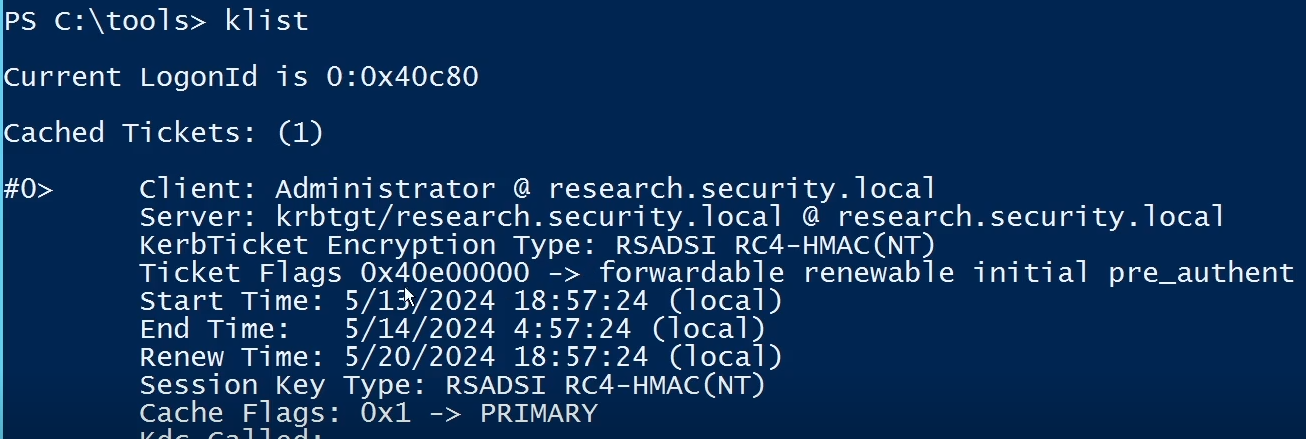 PS C:\tools> klist
Current LogonId is 0:0x40c80
Cached Tickets: (1)
#0>     Client: Administrator @ research.security.local
        Server: krbtgt/research.security.local @ research.security.local
        KerbTicket Encryption Type: RSADSI RC4-HMAC(NT)
        Ticket Flags 0x40e00000 -> forwardable renewable initial pre_authent
        Start Time: 5/13/2024 18:57:24 (local)
        End Time:   5/14/2024 4:57:24 (local)
        Renew Time: 5/20/2024 18:57:24 (local)
        Session Key Type: RSADSI RC4-HMAC(NT)
        Cache Flags: 0x1 -> PRIMARY
        Kdc Called: